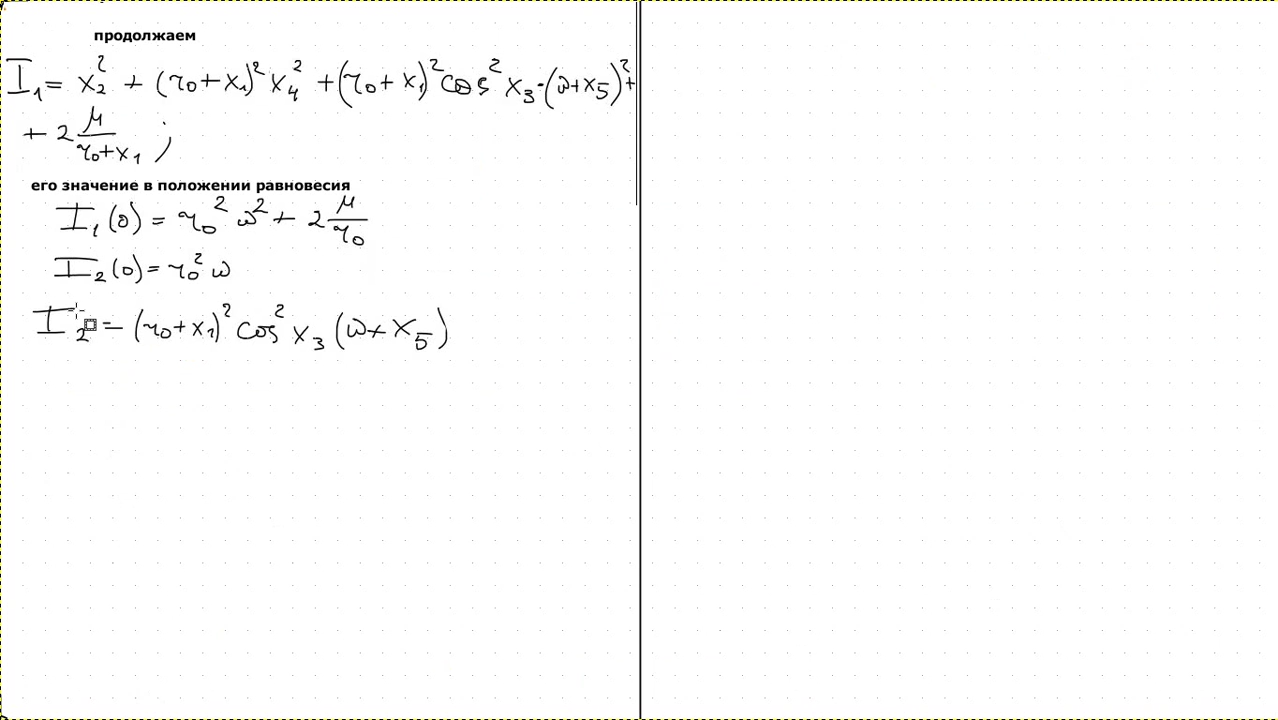 продолжаем
I₁ = x₂² + (r₀+x₁)² x₄² + (r₀+x₁)² cos² x₃·(ω+x₅)² +
+ 2 μ/(r₀+x₁) ;
его значение в положении равновесия
I₁(0) = r₀² ω² + 2 μ/r₀
I₂(0) = r₀² ω
I₂ = (r₀+x₁)² cos² x₃ (ω+x₅)